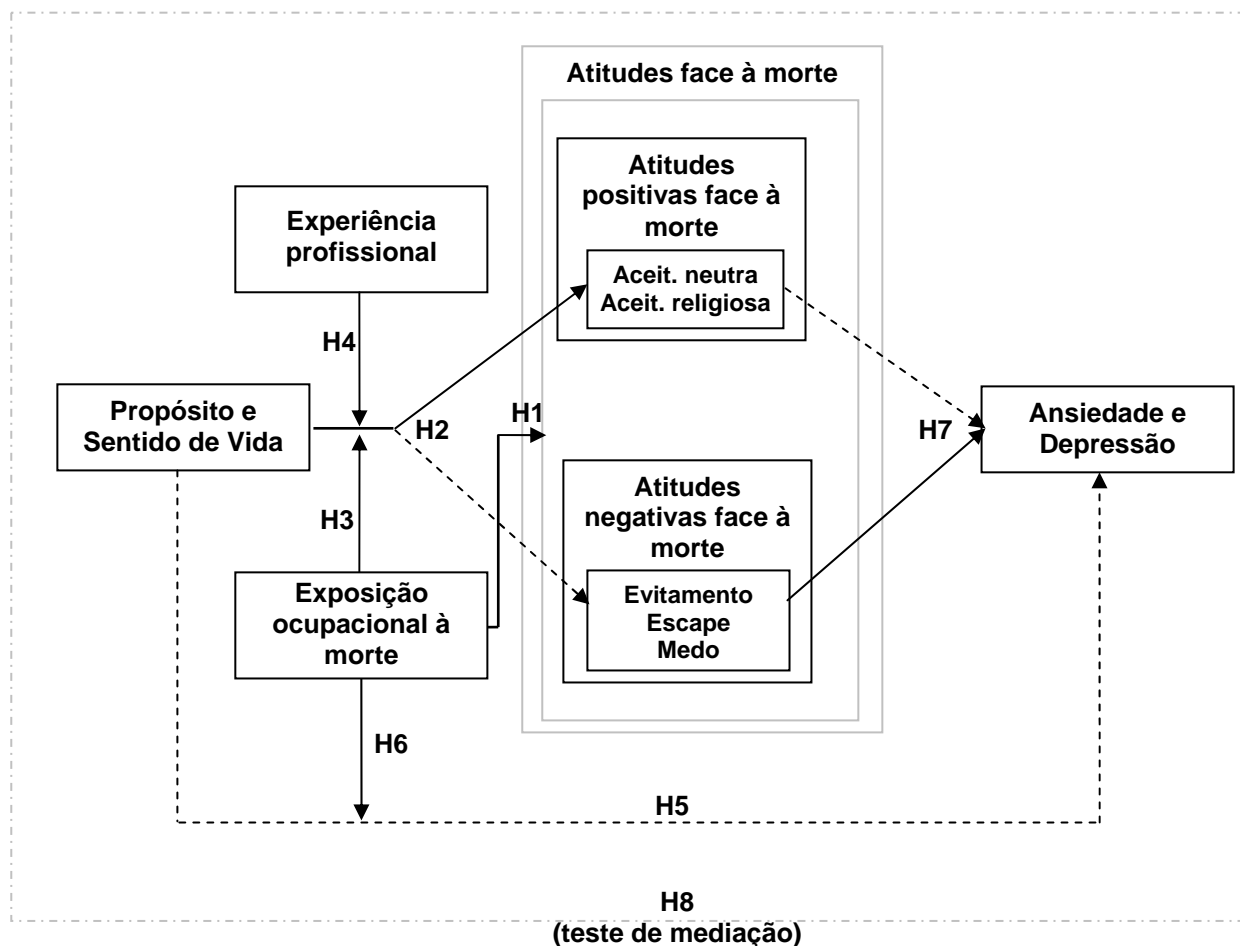 Atitudes face à morte
Atitudes
positivas face à
morte
Aceit. neutra
Aceit. religiosa
Experiência
profissional
H4
Propósito e
Sentido de Vida
H1
H2
H7
Ansiedade e
Depressão
H3
Atitudes
negativas face à
morte
Evitamento
Escape
Medo
Exposição
ocupacional à
morte
H6
H5
H8
(teste de mediação)